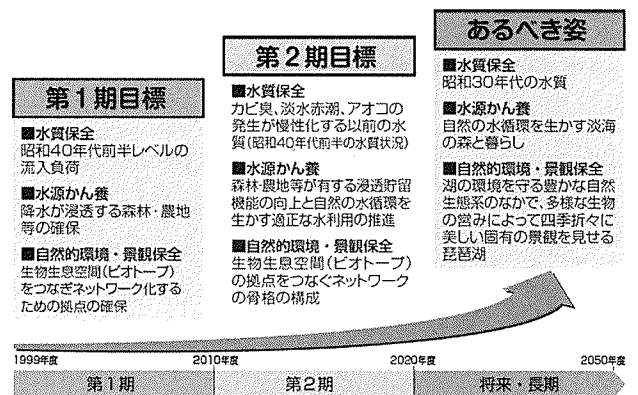 第1期目標
■水質保全
昭和40年代前半レベルの
流入負荷
■水源かん養
降水が浸透する森林・農地
等の確保
■自然的環境・景観保全
生物生息空間(ビオトープ)
をつなぎネットワーク化する
ための拠点の確保
第2期目標
■水質保全
カビ臭、淡水赤潮、アオコの
発生が慢性化する以前の水
質(昭和40年代前半の水質状況)
■水源かん養
森林・農地等が有する浸透貯留
機能の向上と自然の水循環を
生かす適正な水利用の推進
■自然的環境・景観保全
生物生息空間(ビオトープ)
の拠点をつなぐネットワーク
の骨格の構成
あるべき姿
■水質保全
昭和30年代の水質
■水源かん養
自然の水循環を生かす淡海
の森と暮らし
■自然的環境・景観保全
湖の環境を守る豊かな自然
生態系のなかで、多様な生物
の営みによって四季折々に
美しい固有の景観を見せる
琵琶湖
1999年度 2010年度 2020年度 2050年度
第1期 第2期 将来・長期